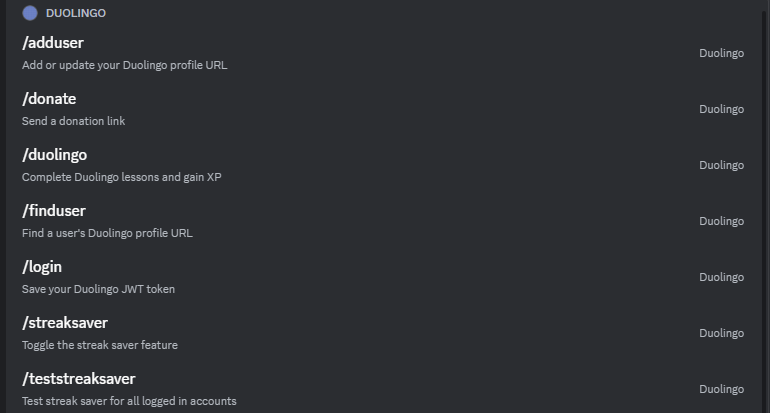 DUOLINGO
/adduser
Add or update your Duolingo profile URL
Duolingo
/donate
Send a donation link
Duolingo
/duolingo
Complete Duolingo lessons and gain XP
Duolingo
/finduser
Find a user's Duolingo profile URL
Duolingo
/login
Save your Duolingo JWT token
Duolingo
/streaksaver
Toggle the streak saver feature
Duolingo
/teststreaksaver
Test streak saver for all logged in accounts
Duolingo